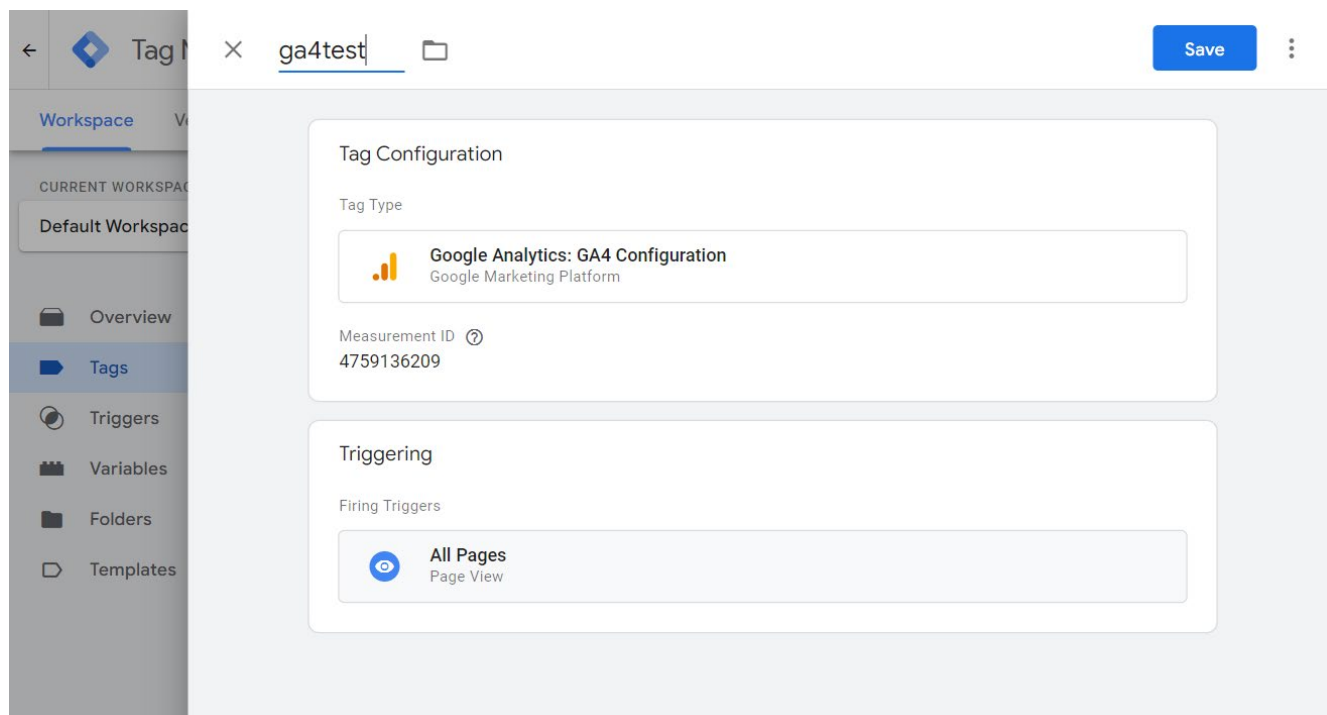 Tag
ga4test
Save
Workspace
CURRENT WORKSPAC
Default Workspac
Overview
Tags
Triggers
Variables
Folders
Templates
Tag Configuration
Tag Type
Google Analytics: GA4 Configuration
Google Marketing Platform
Measurement ID
4759136209
Triggering
Firing Triggers
All Pages
Page View